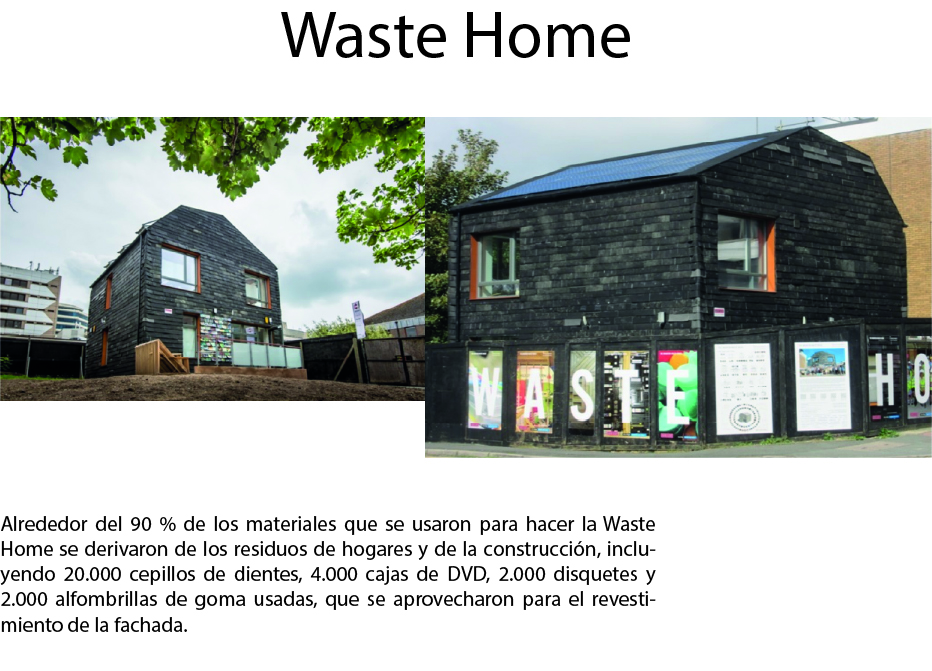 Waste Home
WASTE
HO
Alrededor del 90 % de los materiales que se usaron para hacer la Waste
Home se derivaron de los residuos de hogares y de la construcción, inclu-
yendo 20.000 cepillos de dientes, 4.000 cajas de DVD, 2.000 disquetes y
2.000 alfombrillas de goma usadas, que se aprovecharon para el revesti-
miento de la fachada.